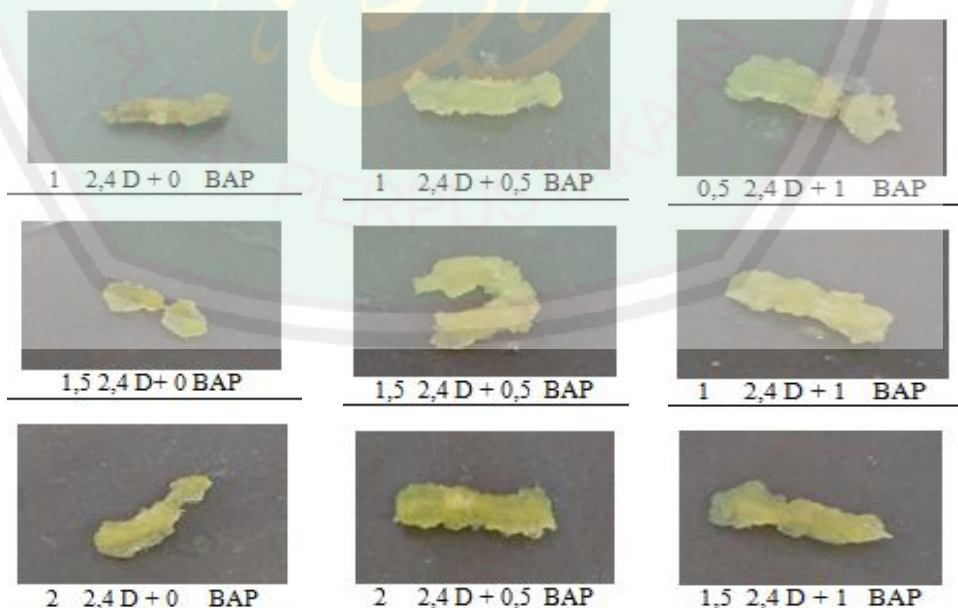 1 2,4 D + 0 BAP
1 2,4 D + 0,5 BAP
0,5 2,4 D + 1 BAP
1,5 2,4 D+ 0 BAP
1,5 2,4 D + 0,5 BAP
1 2,4 D + 1 BAP
2 2,4 D + 0 BAP
2 2,4 D + 0,5 BAP
1,5 2,4 D + 1 BAP